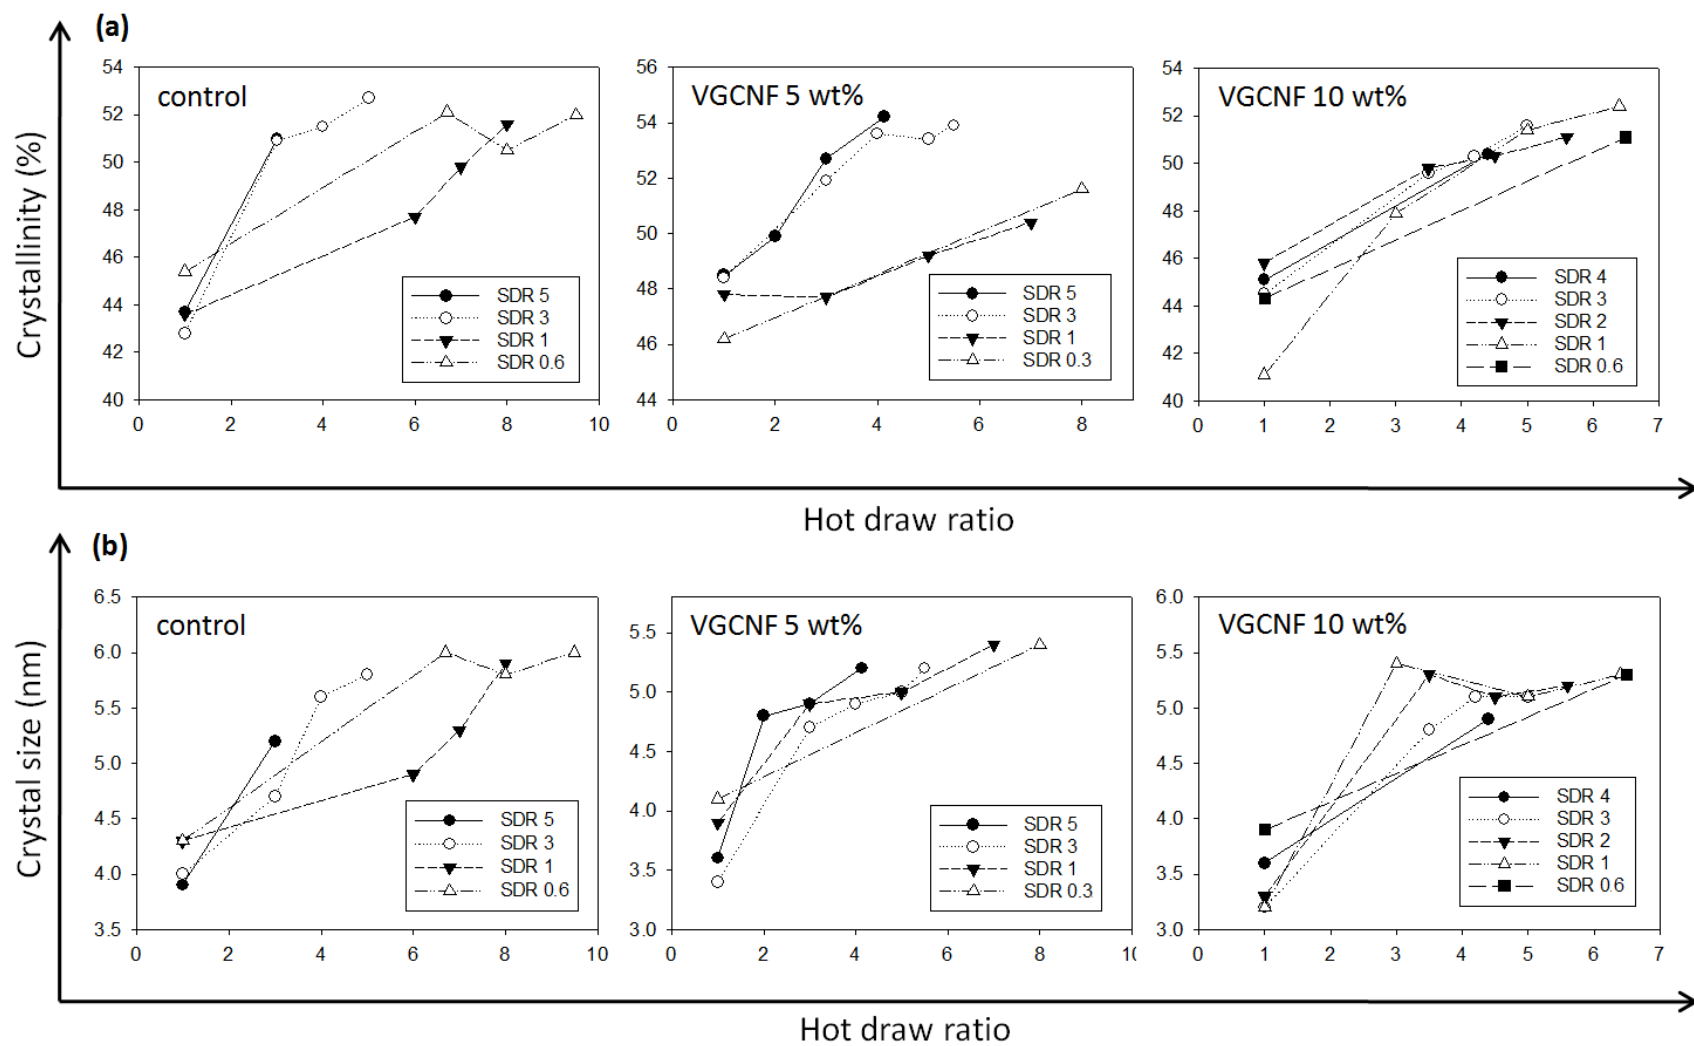 (a)
Crystallinity (%)
control
54
52
50
48
46
44
42
40
0 2 4 6 8 10
SDR 5
SDR 3
SDR 1
SDR 0.6
VGCNF 5 wt%
56
54
52
50
48
46
44
0 2 4 6 8
SDR 5
SDR 3
SDR 1
SDR 0.3
VGCNF 10 wt%
54
52
50
48
46
44
42
40
0 1 2 3 4 5 6 7
SDR 4
SDR 3
SDR 2
SDR 1
SDR 0.6
Hot draw ratio
(b)
Crystal size (nm)
control
6.5
6.0
5.5
5.0
4.5
4.0
3.5
0 2 4 6 8 10
SDR 5
SDR 3
SDR 1
SDR 0.6
VGCNF 5 wt%
5.5
5.0
4.5
4.0
3.5
3.0
0 2 4 6 8 10
SDR 5
SDR 3
SDR 1
SDR 0.3
VGCNF 10 wt%
6.0
5.5
5.0
4.5
4.0
3.5
3.0
0 1 2 3 4 5 6 7
SDR 4
SDR 3
SDR 2
SDR 1
SDR 0.6
Hot draw ratio